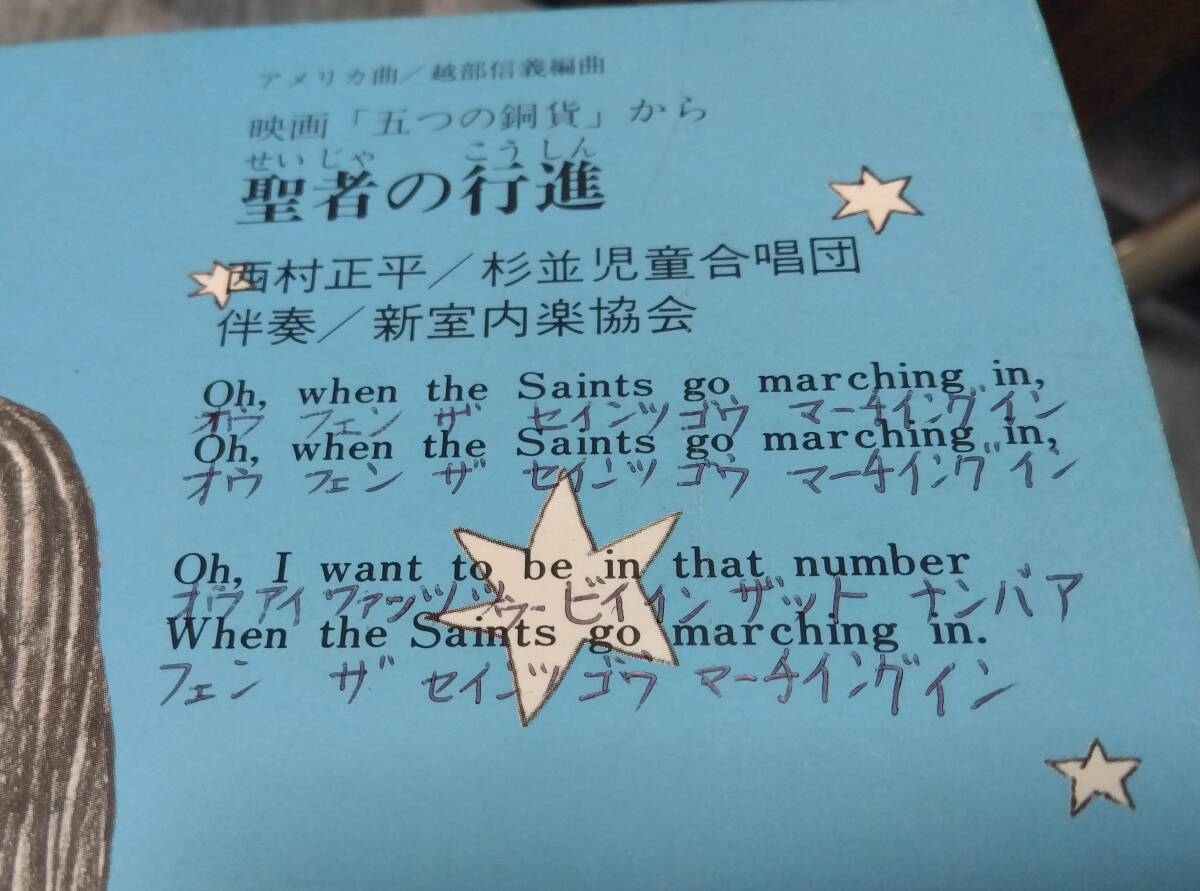 アメリカ曲／越部信義編曲
映画「五つの銅貨」から
せいじゃ こうしん
聖者の行進
西村正平／杉並児童合唱団
伴奏／新室内楽協会
Oh, when the Saints go marching in,
オウ フェン ザ セインツ ゴウ マーチイング イン
Oh, when the Saints go marching in,
オウ フェン ザ セインツ ゴウ マーチイング イン
Oh, I want to be in that number
オウ アイ ヴァンツ ツゥー ビイ イン ザット ナンバア
When the Saints go marching in.
フェン ザ セインツ ゴウ マーチイング イン